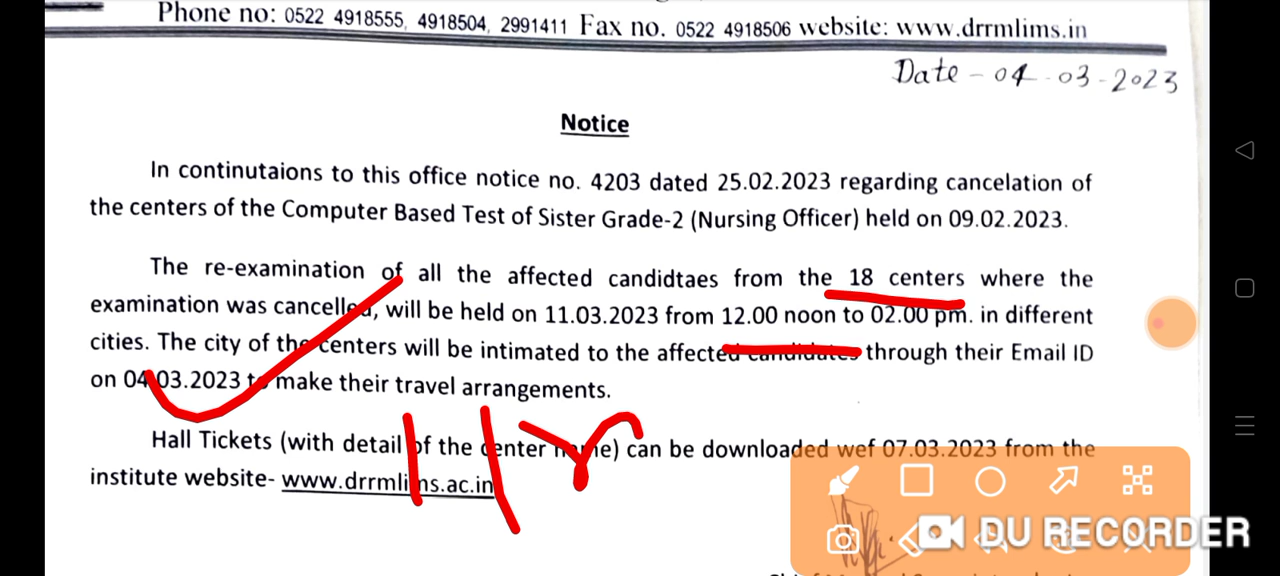 Phone no: 0522 4918555, 4918504, 2991411 Fax no. 0522 4918506 website: www.drrmlims.in
Date - 04-03-2023
Notice
In continutaions to this office notice no. 4203 dated 25.02.2023 regarding cancelation of
the centers of the Computer Based Test of Sister Grade-2 (Nursing Officer) held on 09.02.2023.
The re-examination of all the affected candidtaes from the 18 centers where the
examination was cancelled, will be held on 11.03.2023 from 12.00 noon to 02.00 pm. in different
cities. The city of the centers will be intimated to the affected candidates through their Email ID
on 04.03.2023 to make their travel arrangements.
Hall Tickets (with detail of the center name) can be downloaded wef 07.03.2023 from the
institute website- www.drrmlims.ac.in
DU RECORDER